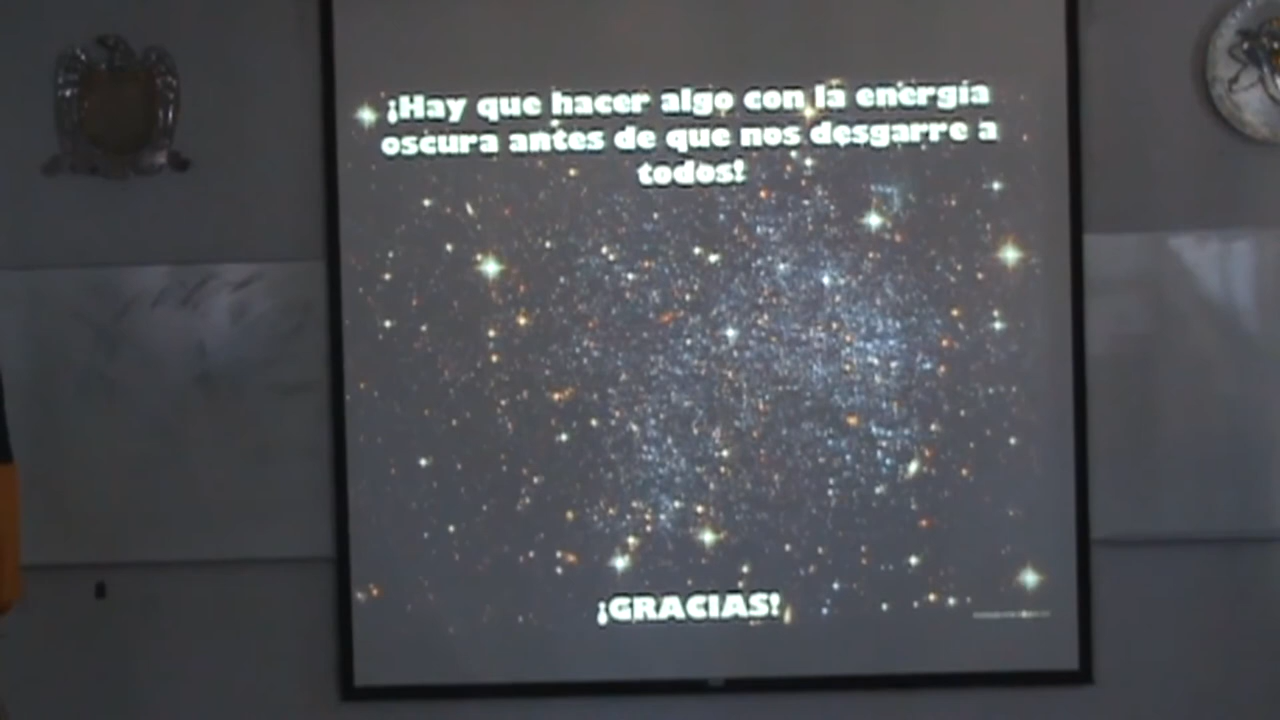 ¡Hay que hacer algo con la energía
oscura antes de que nos desgarre a
todos!
¡GRACIAS!